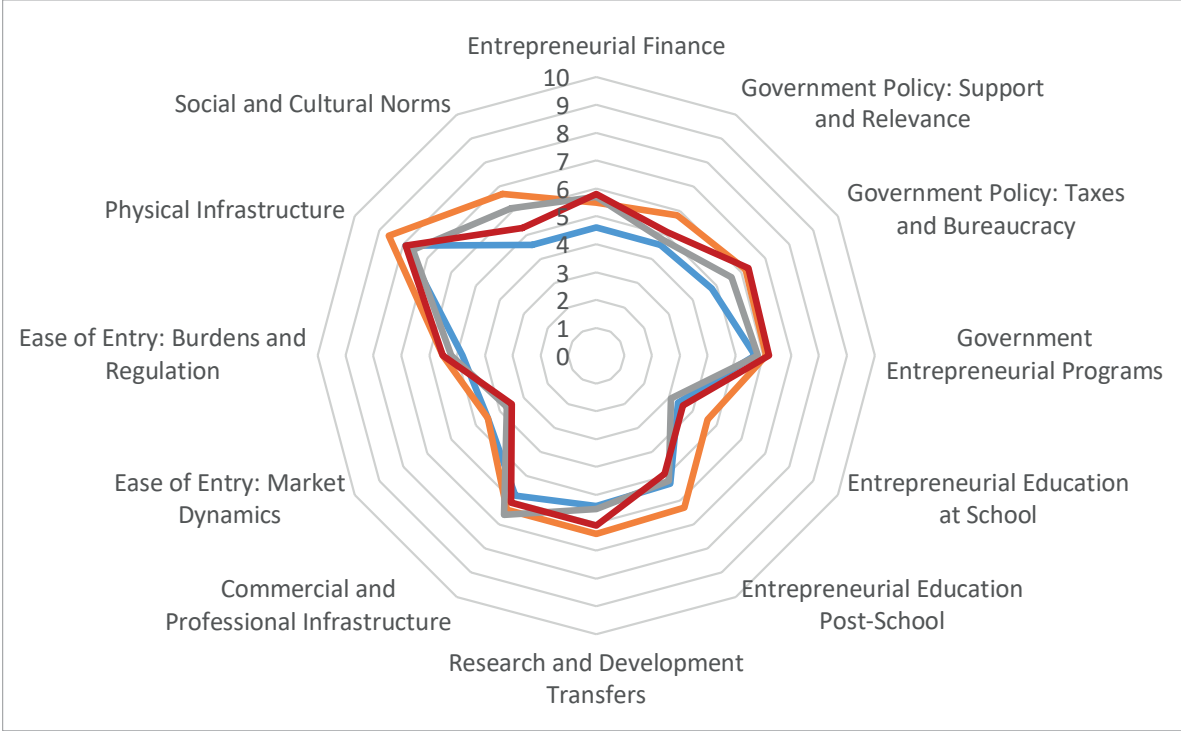 Entrepreneurial Finance
Government Policy: Support
and Relevance
Government Policy: Taxes
and Bureaucracy
Government
Entrepreneurial Programs
Entrepreneurial Education
at School
Entrepreneurial Education
Post-School
Research and Development
Transfers
Commercial and
Professional Infrastructure
Ease of Entry: Market
Dynamics
Ease of Entry: Burdens and
Regulation
Physical Infrastructure
Social and Cultural Norms
10
9
8
7
6
5
4
3
2
1
0